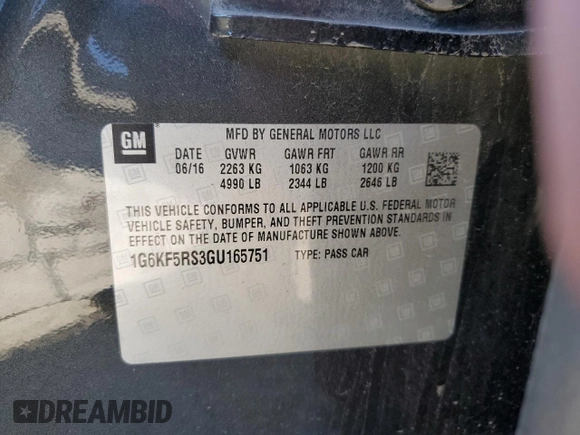 GM
MFD BY GENERAL MOTORS LLC
DATE GVWR GAWR FRT GAWR RR
06/16 2263 KG 1063 KG 1200 KG
4990 LB 2344 LB 2646 LB
THIS VEHICLE CONFORMS TO ALL APPLICABLE U.S. FEDERAL MOTOR
VEHICLE SAFETY, BUMPER, AND THEFT PREVENTION STANDARDS IN
EFFECT ON THE DATE OF MANUFACTURE SHOWN ABOVE.
1G6KF5RS3GU165751 TYPE: PASS CAR
DREAMBID